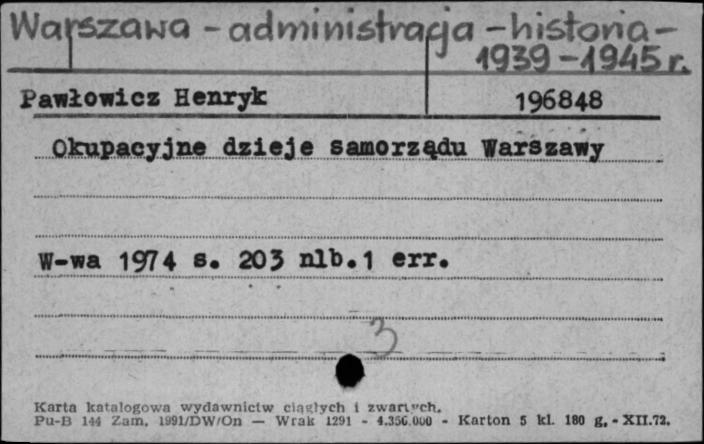 Warszawa - administracja - historia -
1939 - 1945 r.
Pawłowicz Henryk 196848
Okupacyjne dzieje samorządu Warszawy
W-wa 1974 s. 203 nlb.1 err.
3
Karta katalogowa wydawnictw ciągłych i zwartych.
Pu-B 144 Zam. 1991/DW/On — Wrak 1291 - 4.350.000 - Karton 5 kl. 180 g. - XII.72.